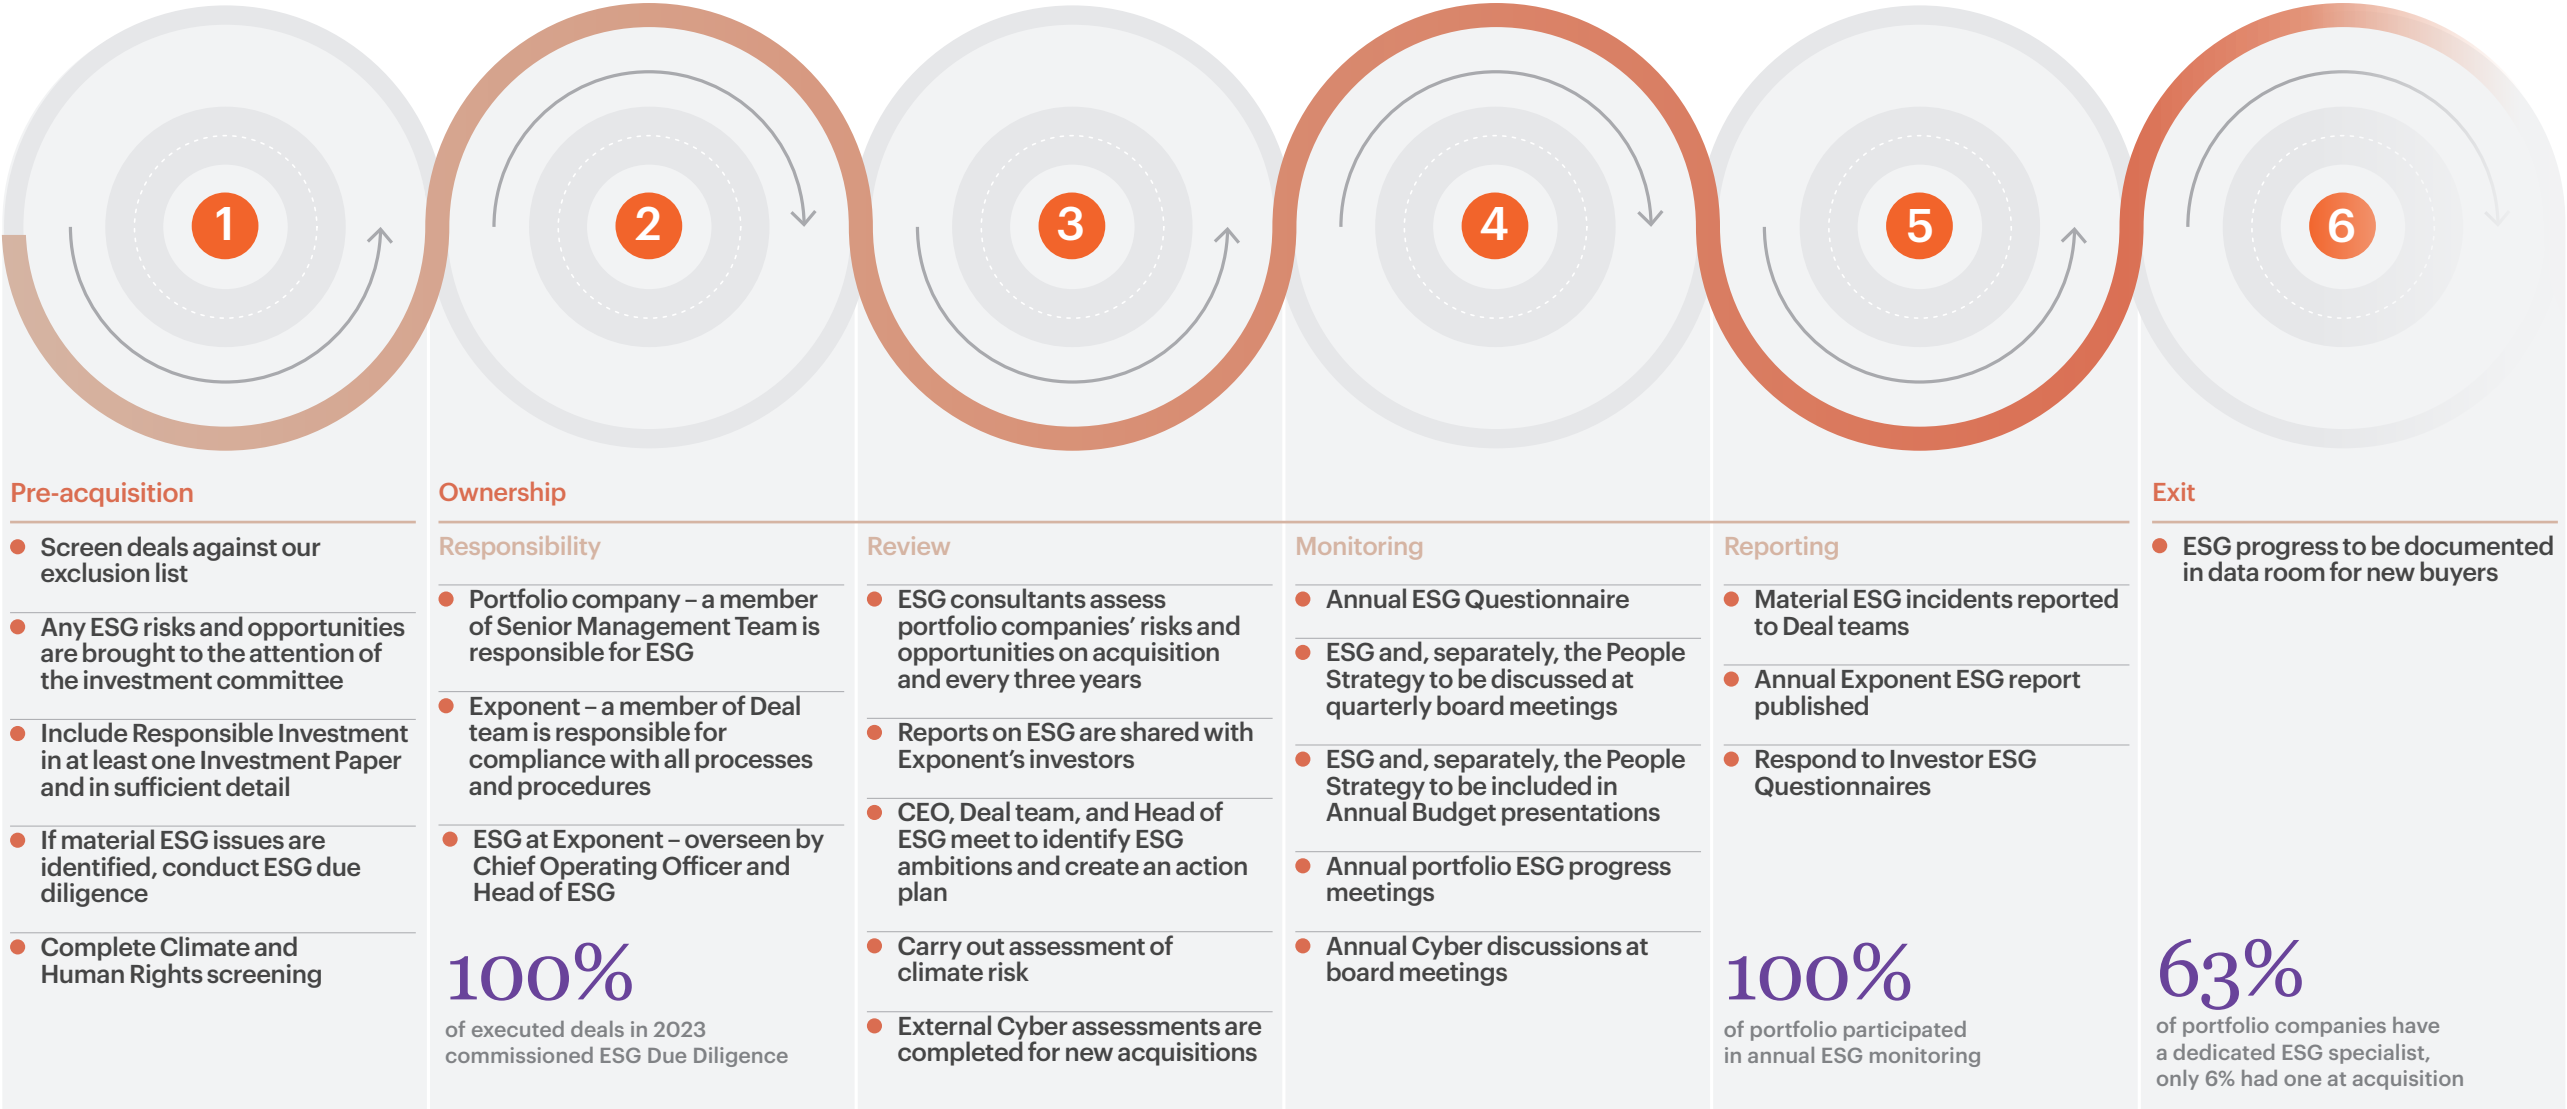 1
2
3
4
5
6
Pre-acquisition
Screen deals against our
exclusion list
Any ESG risks and opportunities
are brought to the attention of
the investment committee
Include Responsible Investment
in at least one Investment Paper
and in sufficient detail
If material ESG issues are
identified, conduct ESG due
diligence
Complete Climate and
Human Rights screening
Ownership
Responsibility
Portfolio company – a member
of Senior Management Team is
responsible for ESG
Exponent – a member of Deal
team is responsible for
compliance with all processes
and procedures
ESG at Exponent – overseen by
Chief Operating Officer and
Head of ESG
100%
of executed deals in 2023
commissioned ESG Due Diligence
Review
ESG consultants assess
portfolio companies’ risks and
opportunities on acquisition
and every three years
Reports on ESG are shared with
Exponent’s investors
CEO, Deal team, and Head of
ESG meet to identify ESG
ambitions and create an action
plan
Carry out assessment of
climate risk
External Cyber assessments are
completed for new acquisitions
Monitoring
Annual ESG Questionnaire
ESG and, separately, the People
Strategy to be discussed at
quarterly board meetings
ESG and, separately, the People
Strategy to be included in
Annual Budget presentations
Annual portfolio ESG progress
meetings
Annual Cyber discussions at
board meetings
Reporting
Material ESG incidents reported
to Deal teams
Annual Exponent ESG report
published
Respond to Investor ESG
Questionnaires
100%
of portfolio participated
in annual ESG monitoring
Exit
ESG progress to be documented
in data room for new buyers
63%
of portfolio companies have
a dedicated ESG specialist,
only 6% had one at acquisition